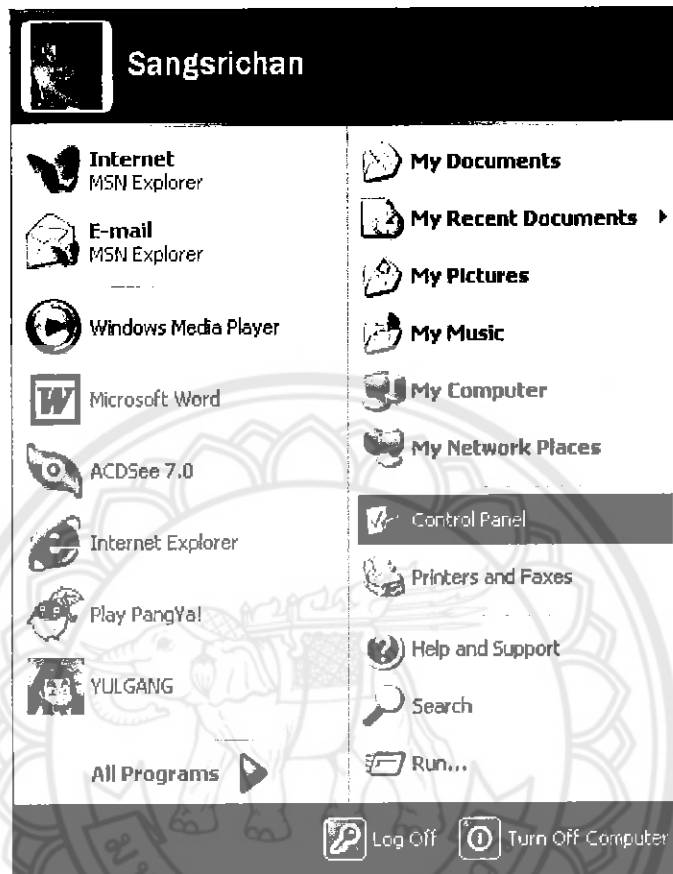 Sangsrichan
Internet
MSN Explorer
E-mail
MSN Explorer
Windows Media Player
Microsoft Word
ACDSee 7.0
Internet Explorer
Play PangYa!
YULGANG
All Programs
My Documents
My Recent Documents
My Pictures
My Music
My Computer
My Network Places
Control Panel
Printers and Faxes
Help and Support
Search
Run...
Log Off
Turn Off Computer